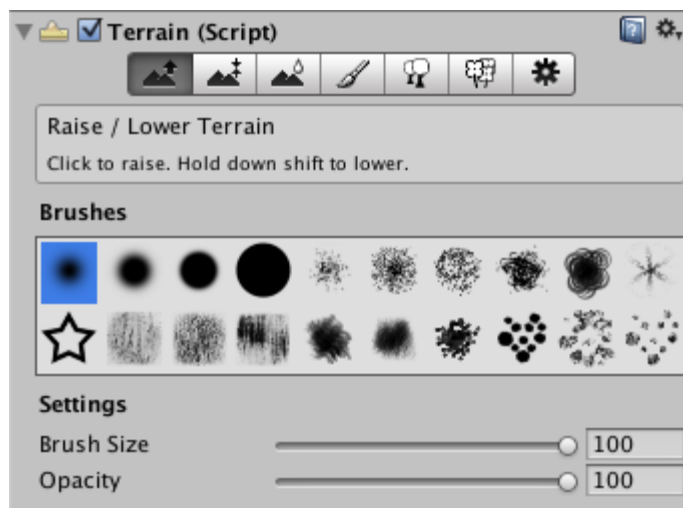 Terrain (Script)
Raise / Lower Terrain
Click to raise. Hold down shift to lower.
Brushes
Settings
Brush Size 100
Opacity 100